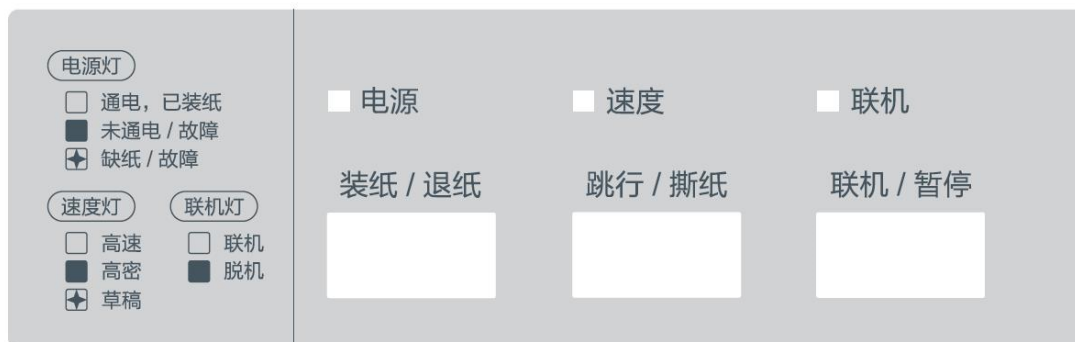 电源灯
通电，已装纸
未通电 / 故障
缺纸 / 故障
速度灯
高速
高密
草稿
联机灯
联机
脱机
电源
速度
联机
装纸 / 退纸
跳行 / 撕纸
联机 / 暂停